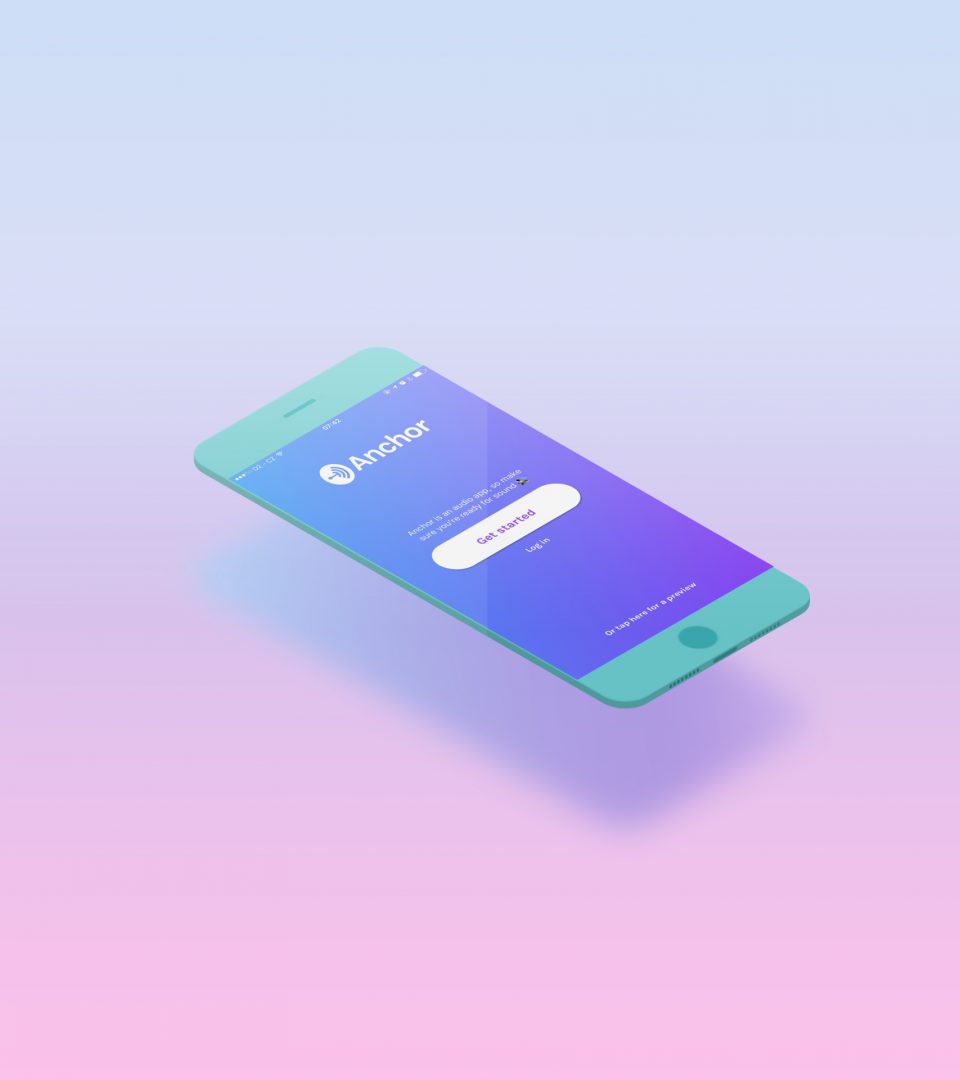 O2 - CZ 07:42
Anchor
Anchor is an audio app, so make
sure you're ready for sound
Get started
Log in
Or tap here for a preview